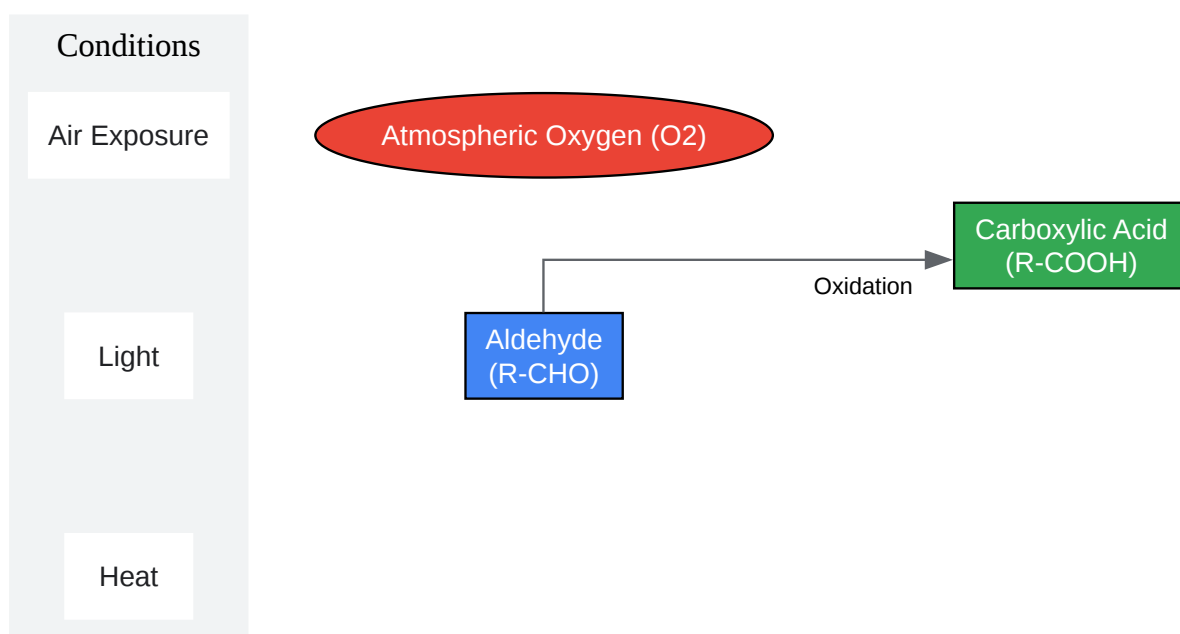 Conditions
Air Exposure
Atmospheric Oxygen (O2)
Carboxylic Acid
(R-COOH)
Oxidation
Light
Aldehyde
(R-CHO)
Heat